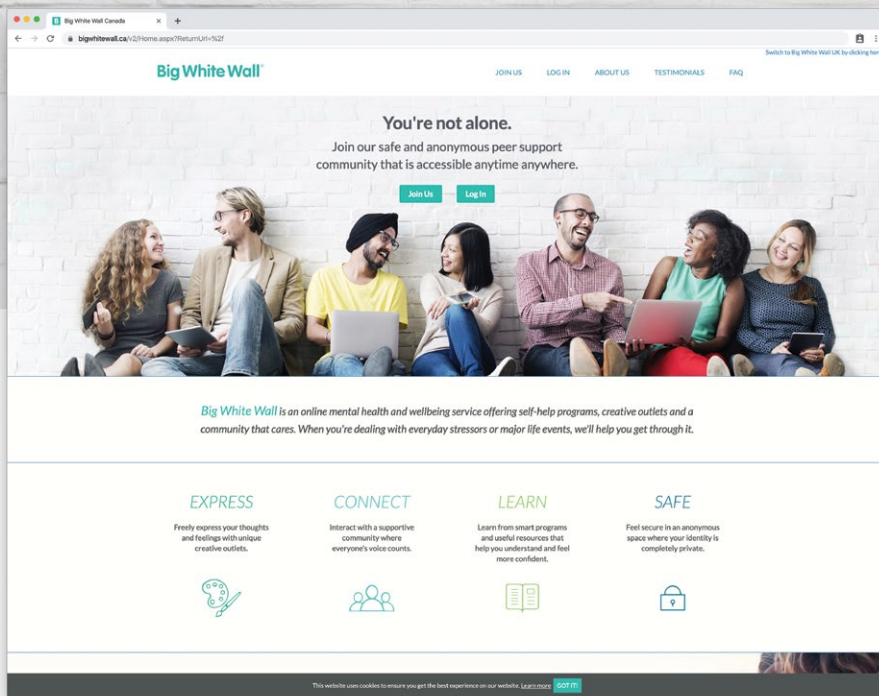 Big White Wall Canada
bigwhitewall.ca/v2/Home.aspx?ReturnUrl=%2f
Switch to Big White Wall UK by clicking her
Big White Wall
JOIN US LOG IN ABOUT US TESTIMONIALS FAQ
You're not alone.
Join our safe and anonymous peer support
community that is accessible anytime anywhere.
Join Us Log In
Big White Wall is an online mental health and wellbeing service offering self-help programs, creative outlets and a
community that cares. When you're dealing with everyday stressors or major life events, we'll help you get through it.
EXPRESS
Freely express your thoughts
and feelings with unique
creative outlets.
CONNECT
Interact with a supportive
community where
everyone's voice counts.
LEARN
Learn from smart programs
and useful resources that
help you understand and feel
more confident.
SAFE
Feel secure in an anonymous
space where your identity is
completely private.
This website uses cookies to ensure you get the best experience on our website. Learn more GOT IT!